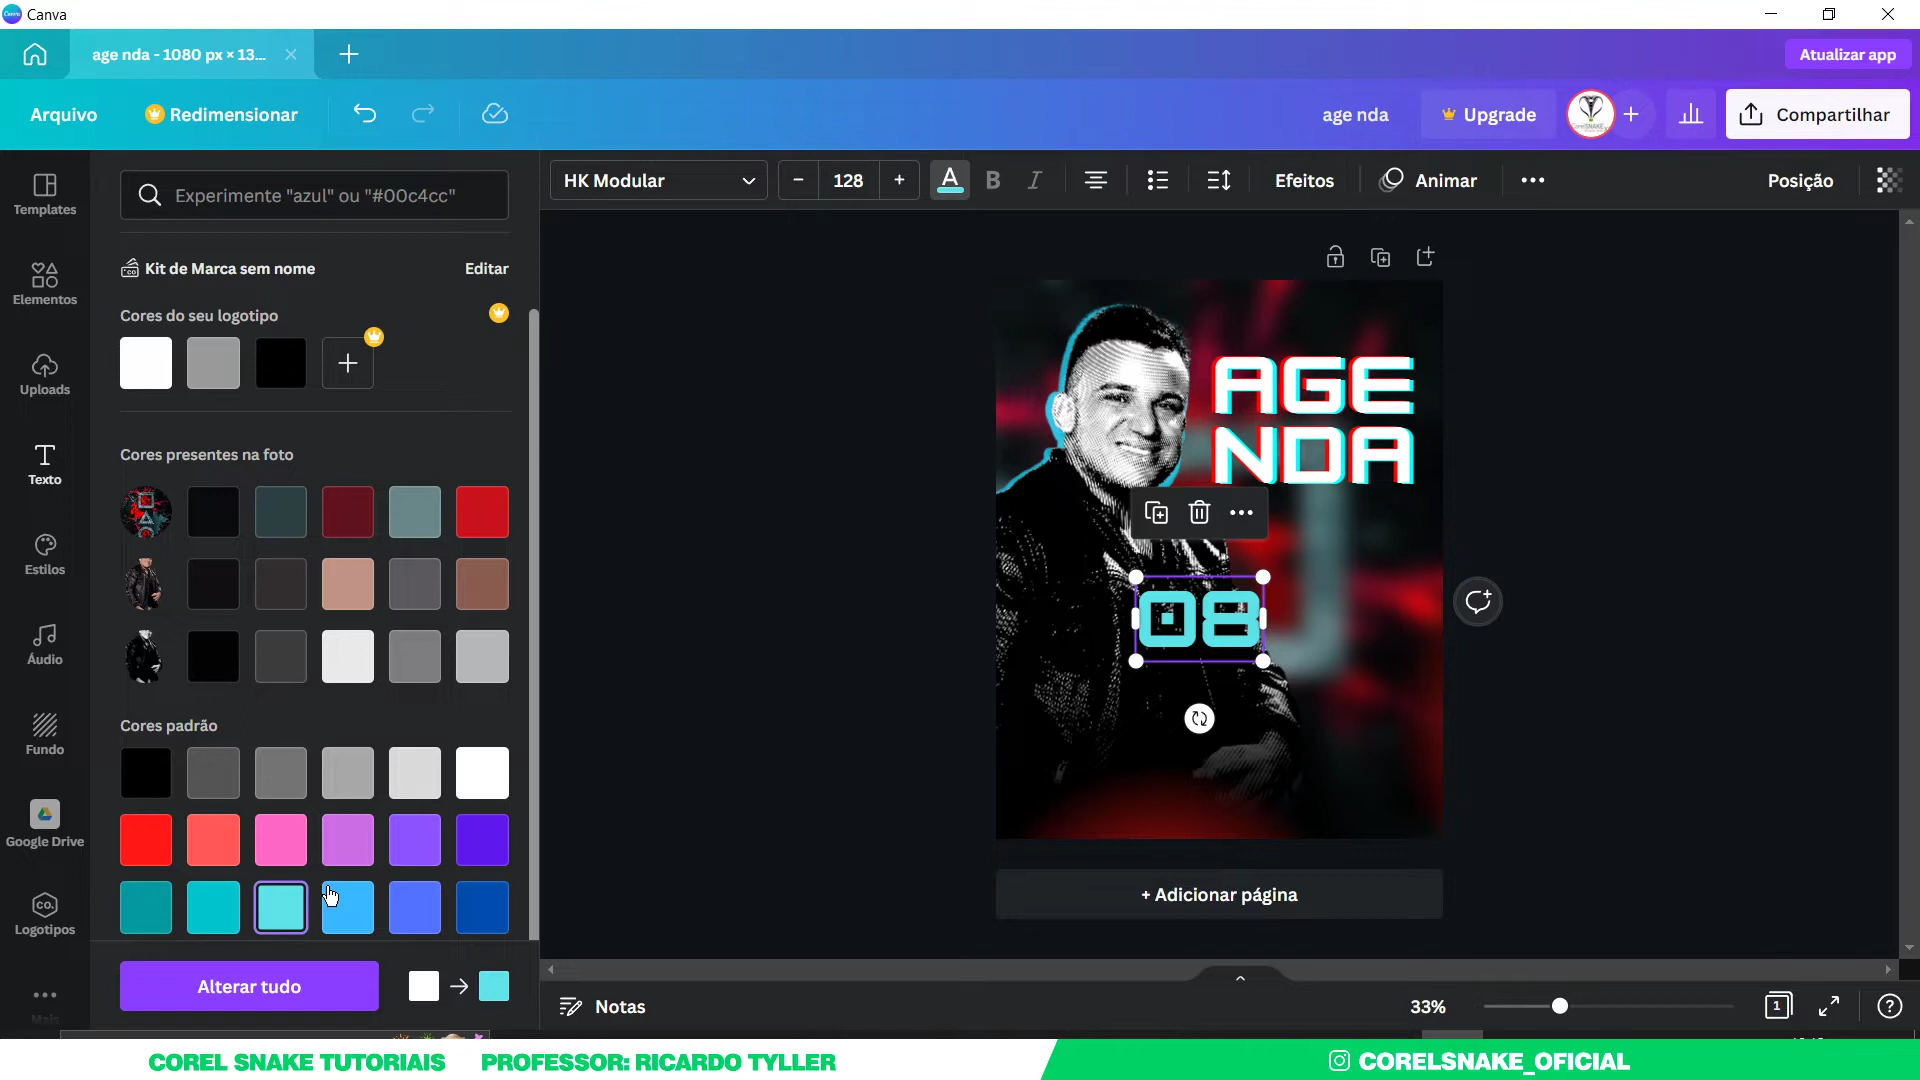 Canva
age nda - 1080 px × 13...
Atualizar app
Arquivo
Redimensionar
age nda
Upgrade
Compartilhar
Experimente "azul" ou "#00c4cc"
HK Modular
128
A
B
I
Efeitos
Animar
Posição
Templates
Elementos
Uploads
Texto
Estilos
Áudio
Fundo
Google Drive
CO.
Logotipos
Mais
Kit de Marca sem nome
Editar
Cores do seu logotipo
Cores presentes na foto
Cores padrão
Alterar tudo
AGE
NDA
08
+ Adicionar página
Notas
33%
1
COREL SNAKE TUTORIAIS
PROFESSOR: RICARDO TYLLER
CORELSNAKE_OFICIAL